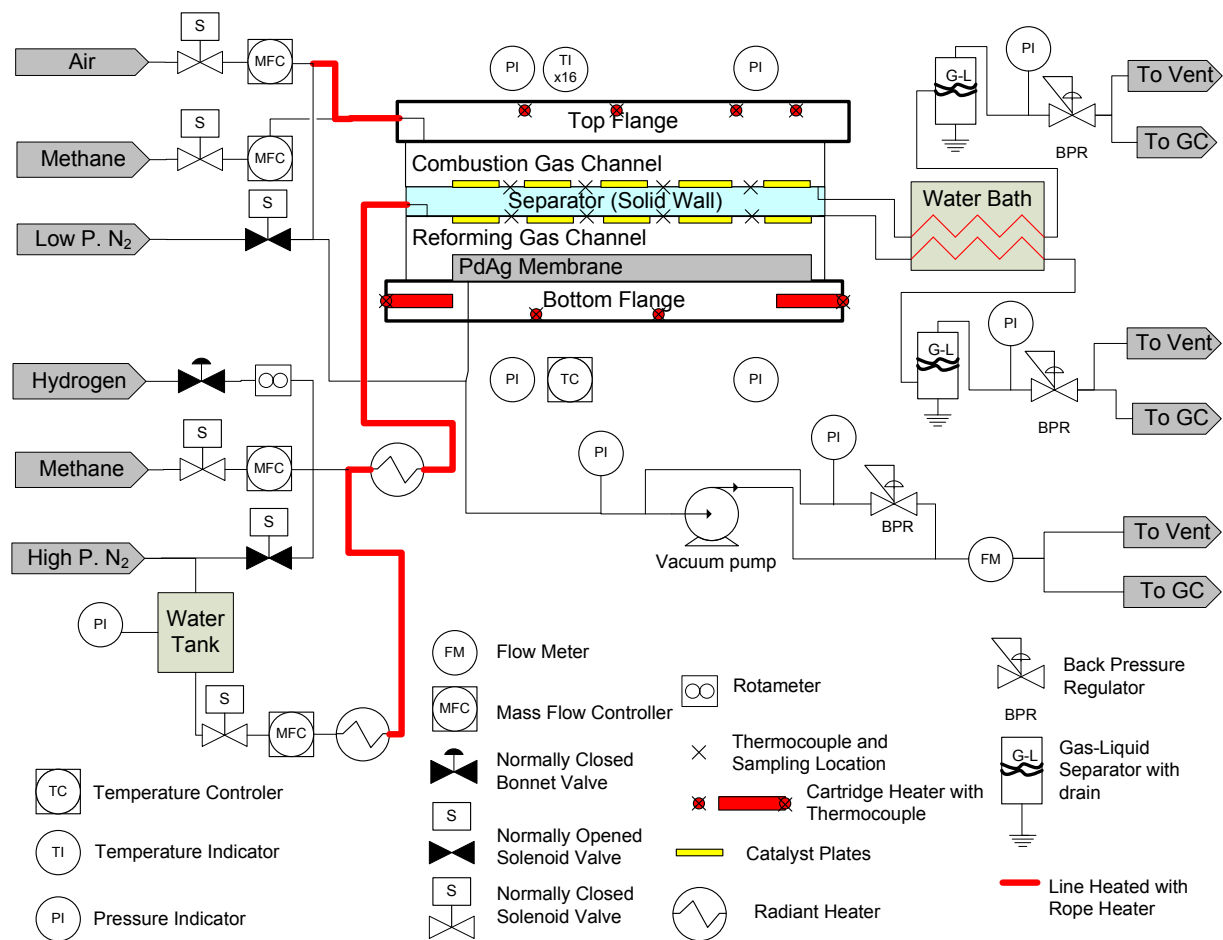 S
Air
MFC
PI
TI
x16
PI
G-L
PI
To Vent
BPR
To GC
S
Methane
MFC
Top Flange
Combustion Gas Channel
Separator (Solid Wall)
Reforming Gas Channel
PdAg Membrane
Bottom Flange
Water Bath
S
Low P. N2
PI
TC
PI
G-L
PI
To Vent
BPR
To GC
Hydrogen
S
Methane
MFC
PI
PI
BPR
Vacuum pump
FM
To Vent
To GC
S
High P. N2
PI
Water
Tank
S
MFC
FM
Flow Meter
MFC
Mass Flow Controller
Normally Closed
Bonnet Valve
S
Normally Opened
Solenoid Valve
S
Normally Closed
Solenoid Valve
TC
Temperature Controler
TI
Temperature Indicator
PI
Pressure Indicator
Rotameter
Thermocouple and
Sampling Location
Cartridge Heater with
Thermocouple
Catalyst Plates
Radiant Heater
BPR
Back Pressure
Regulator
G-L
Gas-Liquid
Separator with
drain
Line Heated with
Rope Heater